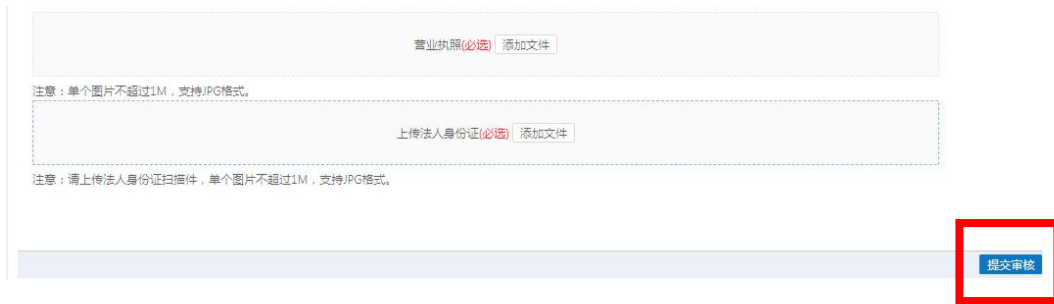 营业执照(必选) 添加文件
注意：单个图片不超过1M，支持JPG格式。
上传法人身份证(必选) 添加文件
注意：请上传法人身份证扫描件，单个图片不超过1M，支持JPG格式。
提交审核